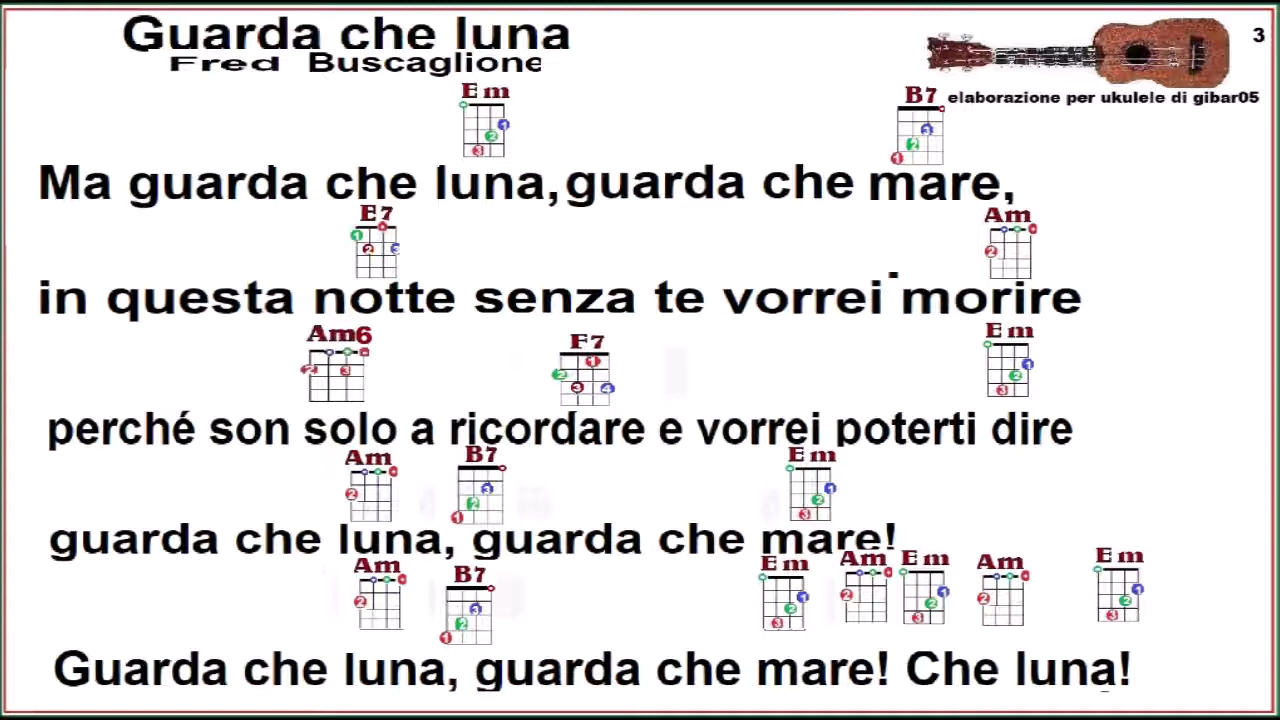 Guarda che luna
3
Fred Buscaglione
elaborazione per ukulele di gibar05
Em B7
Ma guarda che luna, guarda che mare,
E7 Am
in questa notte senza te vorrei morire
Am6 F7 Em
perché son solo a ricordare e vorrei poterti dire
Am B7 Em
guarda che luna, guarda che mare!
Am B7 Em Am Em Am Em
Guarda che luna, guarda che mare! Che luna!